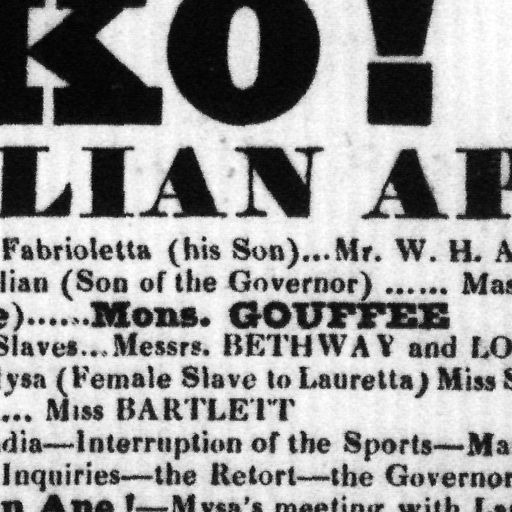 KO!
LIAN AP
Fabrioletta (his Son)...Mr. W. H. A
lian (Son of the Governor) ...... Mas
e)......Mons. GOUFFEE
Slaves...Messrs. BETHWAY and LO
lysa (Female Slave to Lauretta) Miss S
... Miss BARTLETT
dia—Interruption of the Sports—Ma
Inquiries—the Retort—the Governor
n Ape!—Mysa's meeting with La